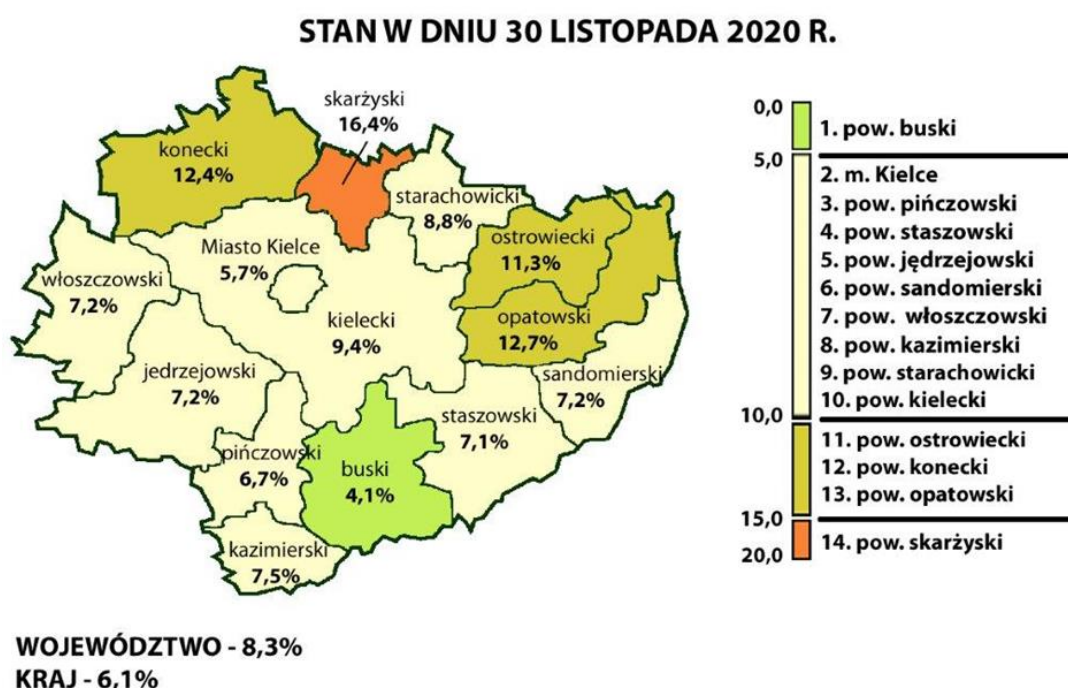 STAN W DNIU 30 LISTOPADA 2020 R.
skarżyski
16,4%
konecki
12,4%
starachowicki
8,8%
Miasto Kielce
5,7%
ostrowiecki
11,3%
włoszczowski
7,2%
kielecki
9,4%
opatowski
12,7%
jedrzejowski
7,2%
sandomierski
7,2%
staszowski
7,1%
pińczowski
6,7%
buski
4,1%
kazimierski
7,5%
0,0
1. pow. buski
5,0
2. m. Kielce
3. pow. pińczowski
4. pow. staszowski
5. pow. jędrzejowski
6. pow. sandomierski
7. pow. włoszczowski
8. pow. kazimierski
9. pow. starachowicki
10. pow. kielecki
10,0
11. pow. ostrowiecki
12. pow. konecki
13. pow. opatowski
15,0
14. pow. skarżyski
20,0
WOJEWÓDZTWO - 8,3%
KRAJ - 6,1%